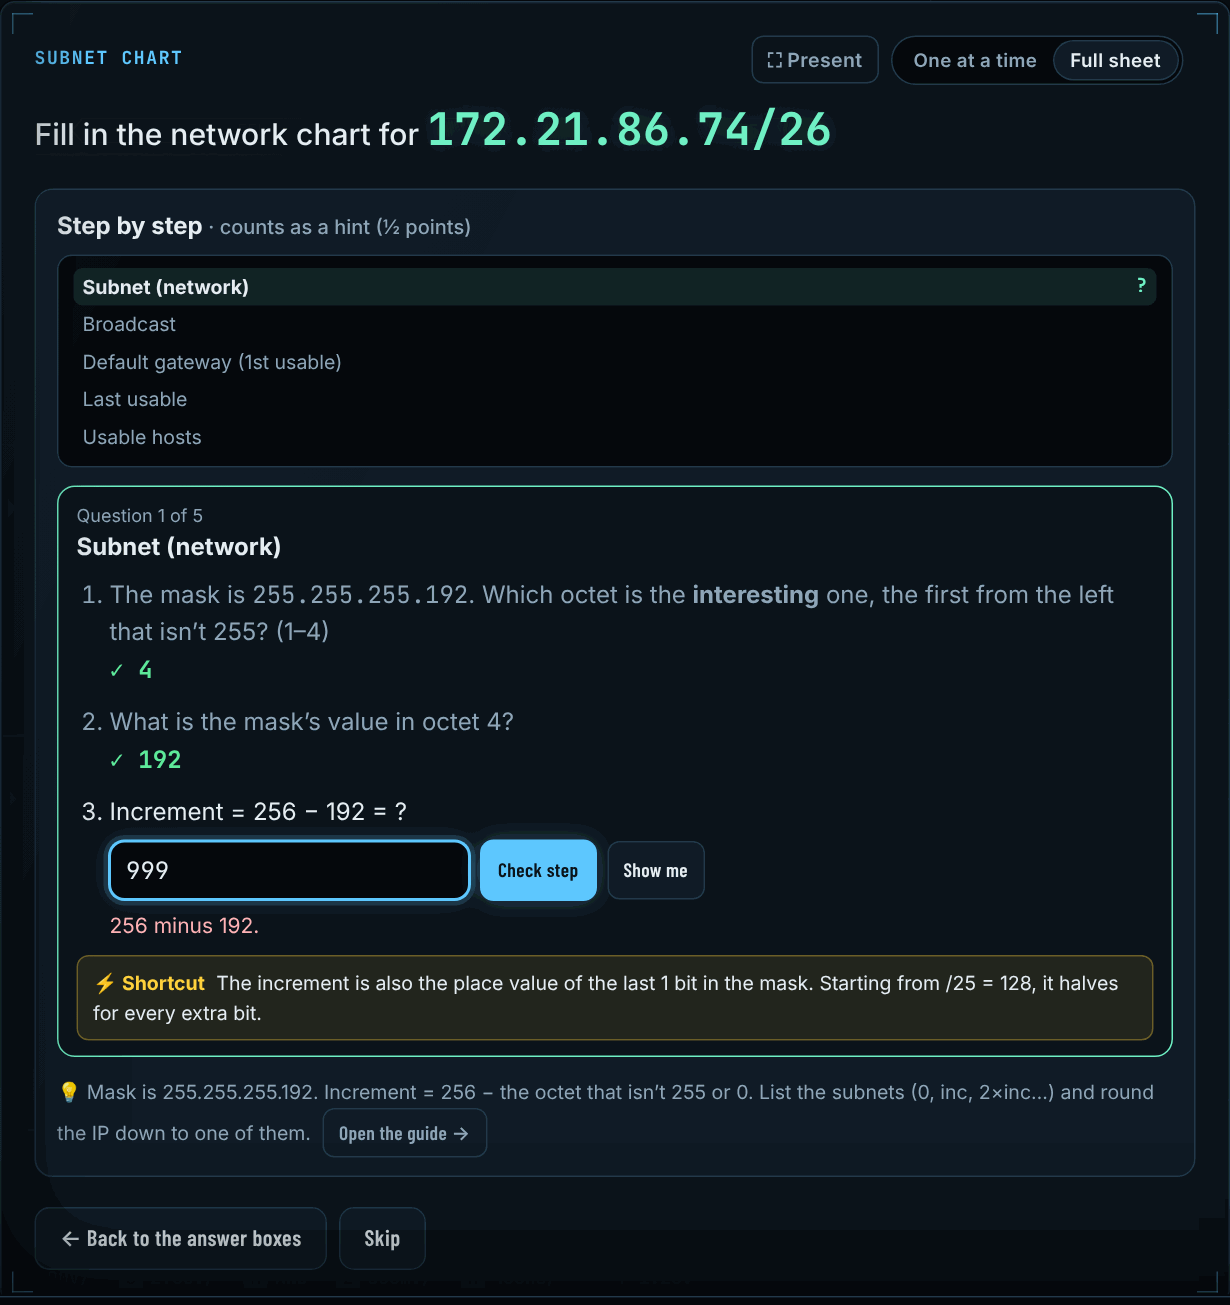 SUBNET CHART
Present
One at a time
Full sheet
Fill in the network chart for 172.21.86.74/26
Step by step · counts as a hint (½ points)
Subnet (network) ?
Broadcast
Default gateway (1st usable)
Last usable
Usable hosts
Question 1 of 5
Subnet (network)
1. The mask is 255.255.255.192. Which octet is the interesting one, the first from the left
that isn’t 255? (1–4)
✓ 4
2. What is the mask’s value in octet 4?
✓ 192
3. Increment = 256 − 192 = ?
999
Check step
Show me
256 minus 192.
⚡ Shortcut The increment is also the place value of the last 1 bit in the mask. Starting from /25 = 128, it halves
for every extra bit.
💡 Mask is 255.255.255.192. Increment = 256 − the octet that isn’t 255 or 0. List the subnets (0, inc, 2×inc…) and round
the IP down to one of them. Open the guide →
← Back to the answer boxes
Skip